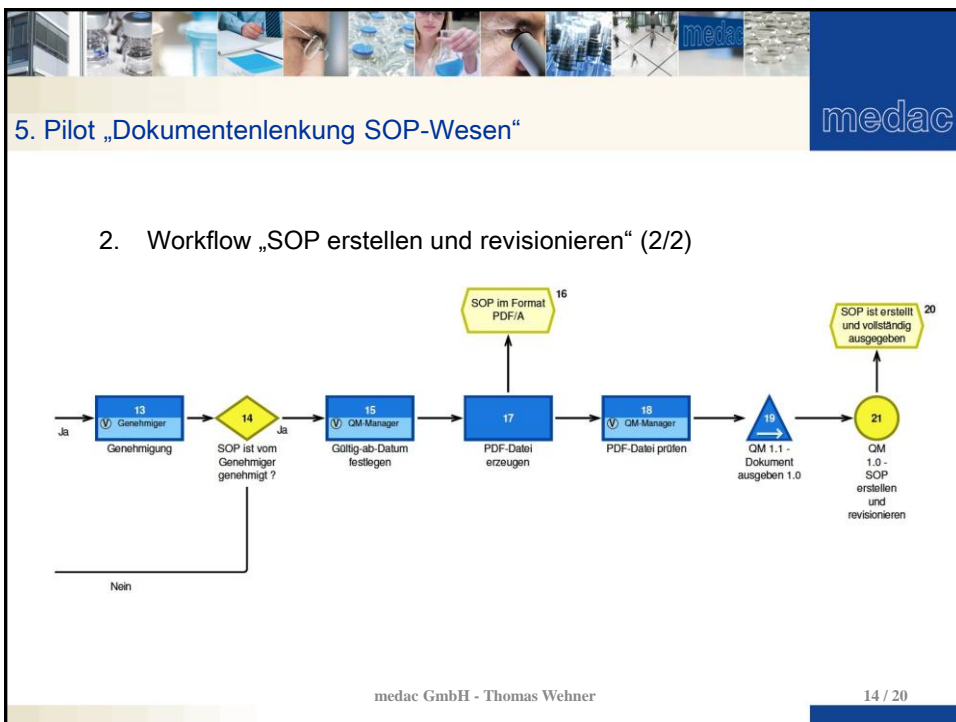 medac
medac
5. Pilot „Dokumentenlenkung SOP-Wesen“
2. Workflow „SOP erstellen und revisionieren“ (2/2)
SOP im Format
PDF/A
16
SOP ist erstellt
und vollständig
ausgegeben
20
Ja
13
V Genehmiger
Genehmigung
14
SOP ist vom
Genehmiger
genehmigt ?
Ja
15
V QM-Manager
Gültig-ab-Datum
festlegen
17
PDF-Datei
erzeugen
18
V QM-Manager
PDF-Datei prüfen
19
QM 1.1 -
Dokument
ausgeben 1.0
21
QM
1.0 -
SOP
erstellen
und
revisionieren
Nein
medac GmbH - Thomas Wehner
14 / 20